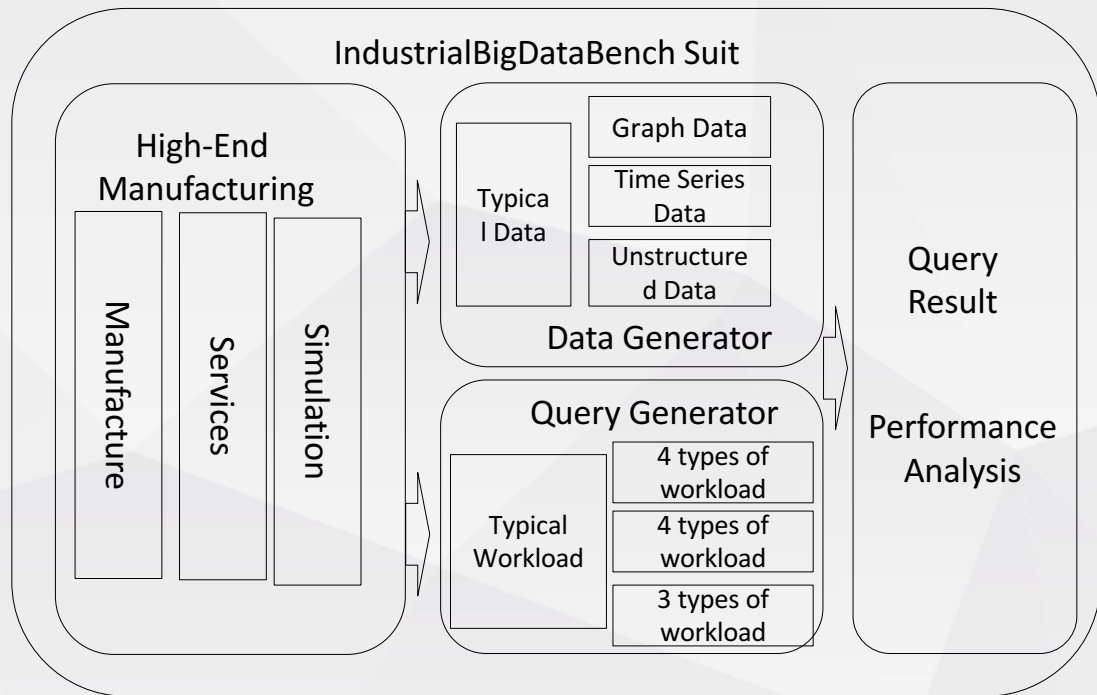 IndustrialBigDataBench Suit
High-End
Manufacturing
Manufacture
Services
Simulation
Typica
l Data
Graph Data
Time Series
Data
Unstructure
d Data
Data Generator
Query Generator
Typical
Workload
4 types of
workload
4 types of
workload
3 types of
workload
Query
Result
Performance
Analysis